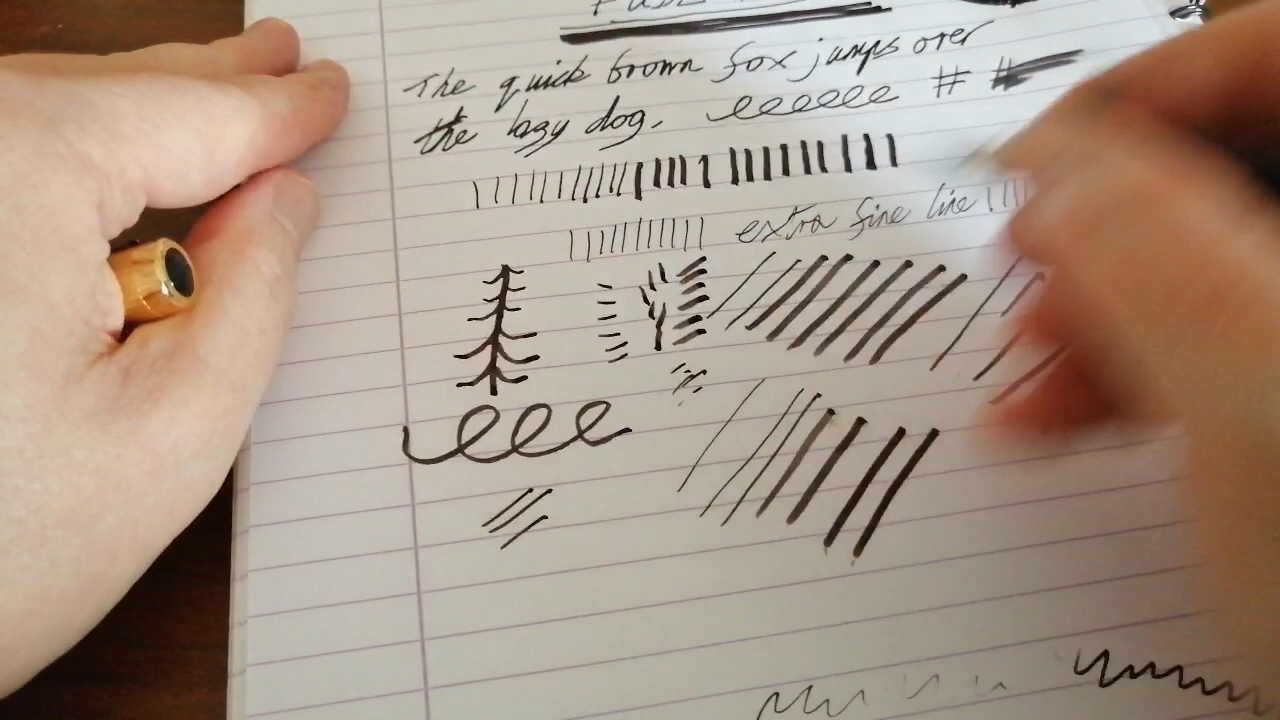 The quick brown fox jumps over
the lazy dog. # #
extra fine line